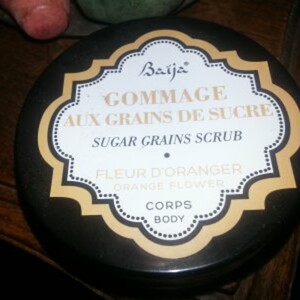 Baïja®
GOMMAGE
AUX GRAINS DE SUCRE
SUGAR GRAINS SCRUB
FLEUR D'ORANGER
ORANGE FLOWER
CORPS
BODY